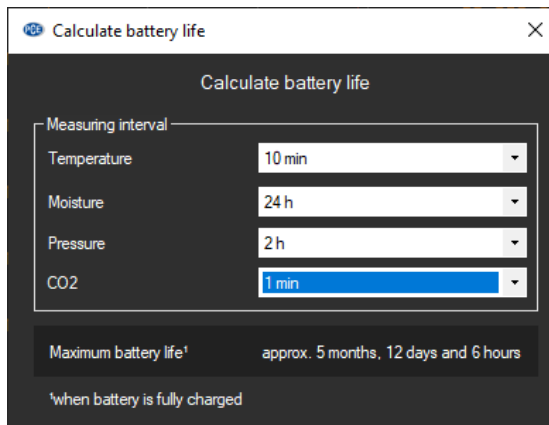 PCE Calculate battery life
Calculate battery life
Measuring interval
Temperature 10 min
Moisture 24 h
Pressure 2 h
CO2 1 min
Maximum battery life¹ approx. 5 months, 12 days and 6 hours
¹when battery is fully charged